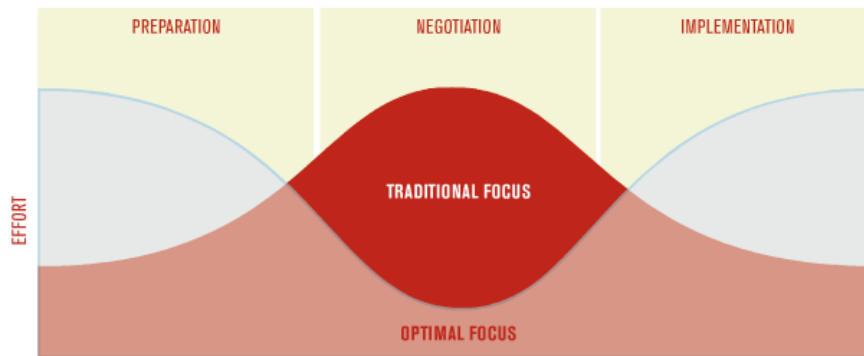 PREPARATION
NEGOTIATION
IMPLEMENTATION
EFFORT
TRADITIONAL FOCUS
OPTIMAL FOCUS